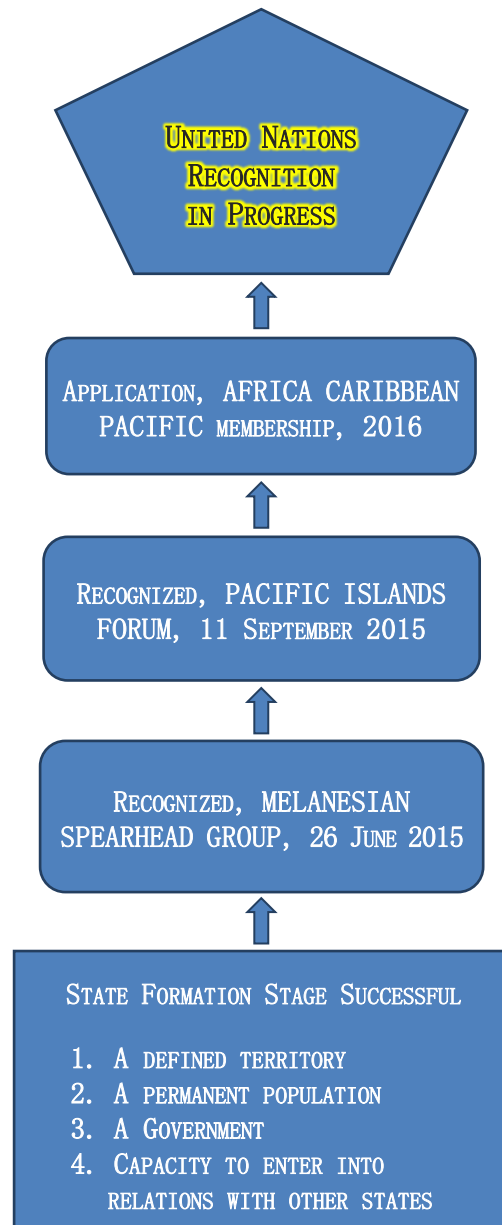 United Nations
Recognition
in Progress
Application, AFRICA CARIBBEAN
PACIFIC membership, 2016
Recognized, PACIFIC ISLANDS
FORUM, 11 September 2015
Recognized, MELANESIAN
SPEARHEAD GROUP, 26 June 2015
State Formation Stage Successful
1. A defined territory
2. A permanent population
3. A Government
4. Capacity to enter into
relations with other states